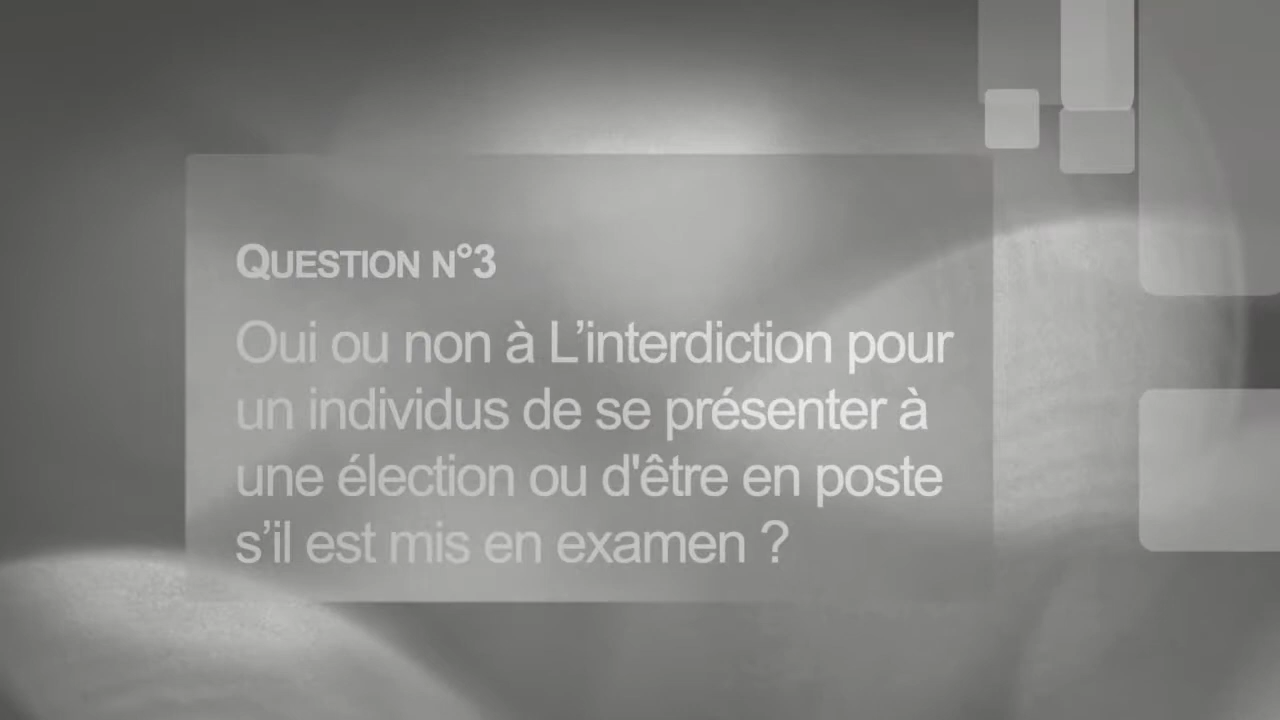 QUESTION N°3
Oui ou non à L’interdiction pour
un individus de se présenter à
une élection ou d'être en poste
s’il est mis en examen ?